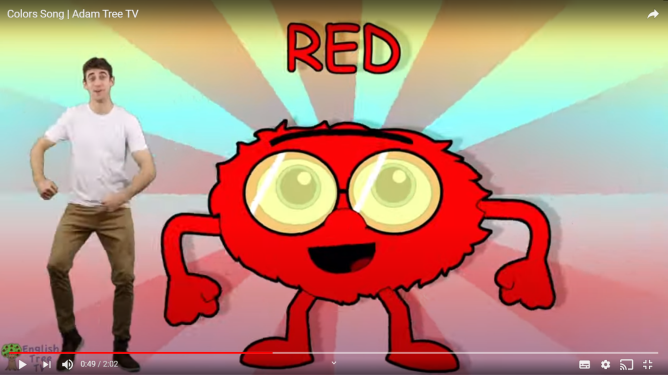 Colors Song | Adam Tree TV
RED
English
Tree
0:49 / 2:02